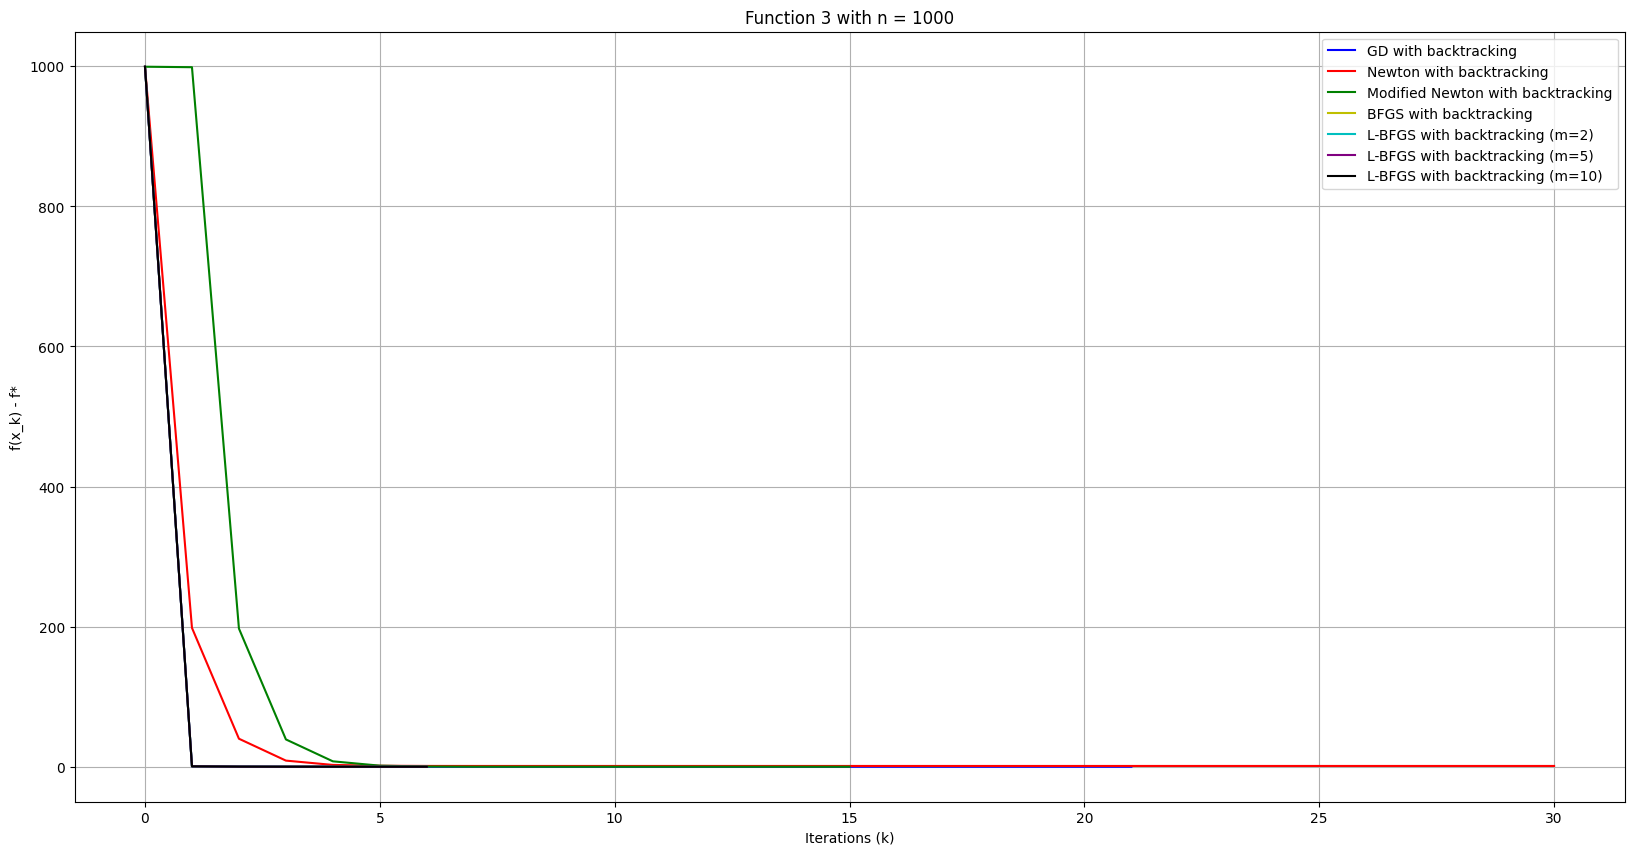 Function 3 with n = 1000
GD with backtracking
Newton with backtracking
Modified Newton with backtracking
BFGS with backtracking
L-BFGS with backtracking (m=2)
L-BFGS with backtracking (m=5)
L-BFGS with backtracking (m=10)
f(x_k) - f*
1000
800
600
400
200
0
0 5 10 15 20 25 30
Iterations (k)